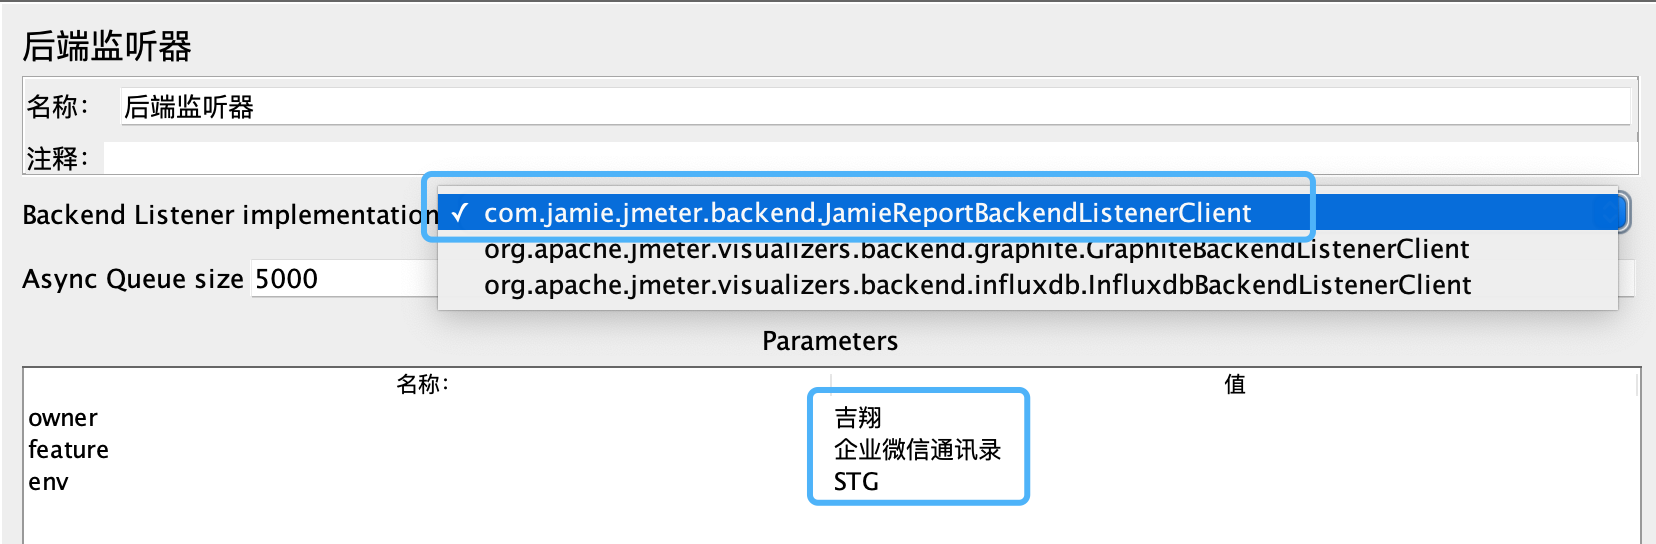 后端监听器
名称： 后端监听器
注释：
Backend Listener implementation ✓ com.jamie.jmeter.backend.JamieReportBackendListenerClient
org.apache.jmeter.visualizers.backend.graphite.GraphiteBackendListenerClient
Async Queue size 5000 org.apache.jmeter.visualizers.backend.influxdb.InfluxdbBackendListenerClient
Parameters
名称： 值
owner 吉翔
feature 企业微信通讯录
env STG